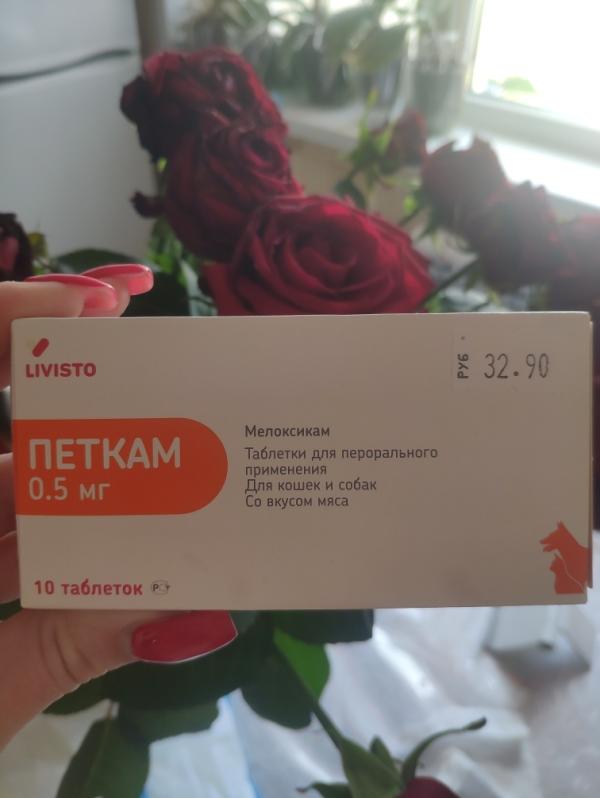 LIVISTO
РУБ.
32.90
ПЕТКАМ
0.5 мг
Мелоксикам
Таблетки для перорального
применения
Для кошек и собак
Со вкусом мяса
10 таблеток
РСТ